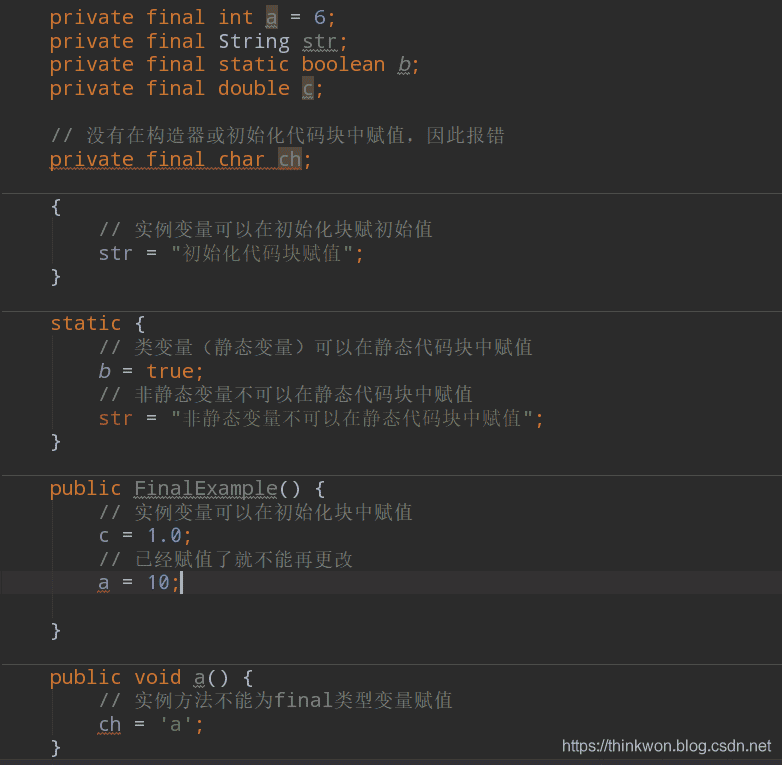 private final int a = 6;
private final String str;
private final static boolean b;
private final double c;
// 没有在构造器或初始化代码块中赋值，因此报错
private final char ch;
{
// 实例变量可以在初始化块赋初始值
str = "初始化代码块赋值";
}
static {
// 类变量（静态变量）可以在静态代码块中赋值
b = true;
// 非静态变量不可以在静态代码块中赋值
str = "非静态变量不可以在静态代码块中赋值";
}
public FinalExample() {
// 实例变量可以在初始化块中赋值
c = 1.0;
// 已经赋值了就不能再更改
a = 10;
}
public void a() {
// 实例方法不能为final类型变量赋值
ch = 'a';
}
https://thinkwon.blog.csdn.net